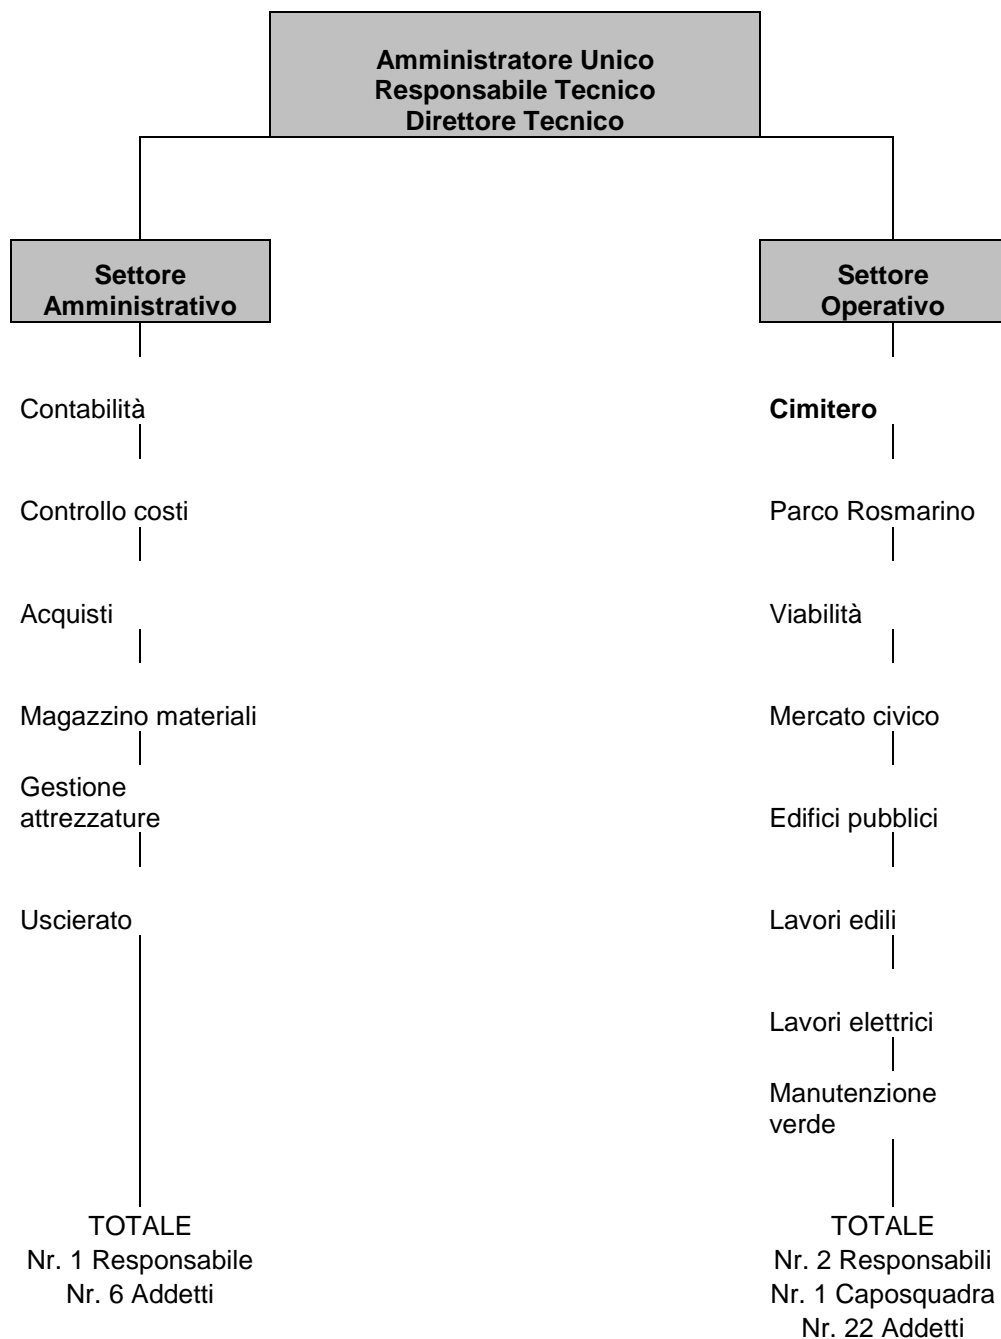 Amministratore Unico
Responsabile Tecnico
Direttore Tecnico
Settore
Amministrativo
Contabilità
Controllo costi
Acquisti
Magazzino materiali
Gestione
attrezzature
Uscierato
TOTALE
Nr. 1 Responsabile
Nr. 6 Addetti
Settore
Operativo
Cimitero
Parco Rosmarino
Viabilità
Mercato civico
Edifici pubblici
Lavori edili
Lavori elettrici
Manutenzione
verde
TOTALE
Nr. 2 Responsabili
Nr. 1 Caposquadra
Nr. 22 Addetti